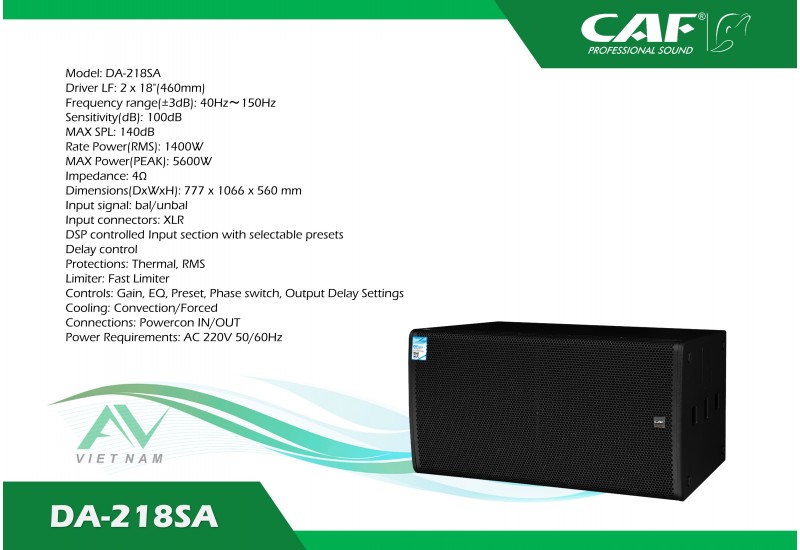 CAF®
PROFESSIONAL SOUND
Model: DA-218SA
Driver LF: 2 x 18"(460mm)
Frequency range(±3dB): 40Hz～150Hz
Sensitivity(dB): 100dB
MAX SPL: 140dB
Rate Power(RMS): 1400W
MAX Power(PEAK): 5600W
Impedance: 4Ω
Dimensions(DxWxH): 777 x 1066 x 560 mm
Input signal: bal/unbal
Input connectors: XLR
DSP controlled Input section with selectable presets
Delay control
Protections: Thermal, RMS
Limiter: Fast Limiter
Controls: Gain, EQ, Preset, Phase switch, Output Delay Settings
Cooling: Convection/Forced
Connections: Powercon IN/OUT
Power Requirements: AC 220V 50/60Hz
AV
VIET NAM
DA-218SA